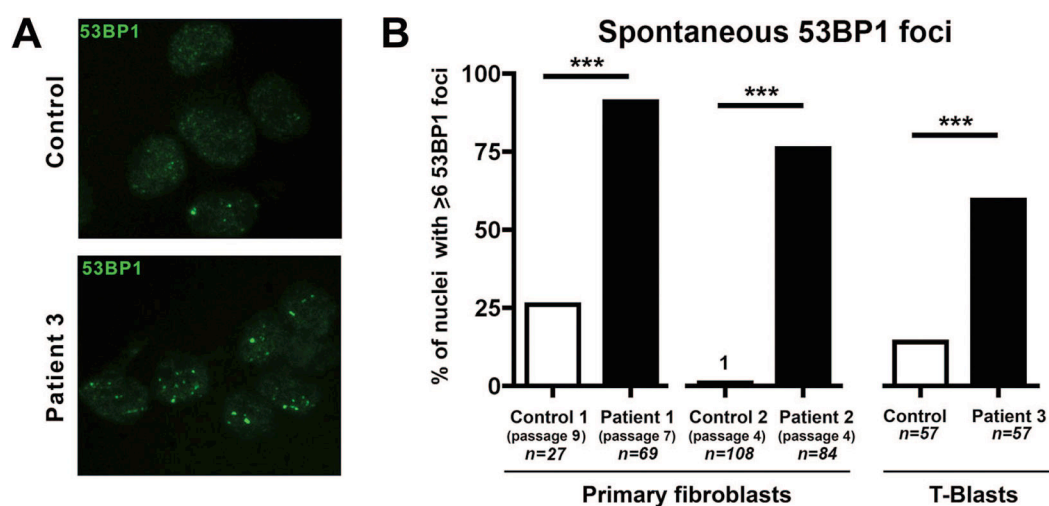 A
53BP1
Control
53BP1
Patient 3
B
Spontaneous 53BP1 foci
% of nuclei with ≥6 53BP1 foci
100
75
50
25
0
***
***
***
1
Control 1
(passage 9)
n=27
Patient 1
(passage 7)
n=69
Control 2
(passage 4)
n=108
Patient 2
(passage 4)
n=84
Control
n=57
Patient 3
n=57
Primary fibroblasts
T-Blasts